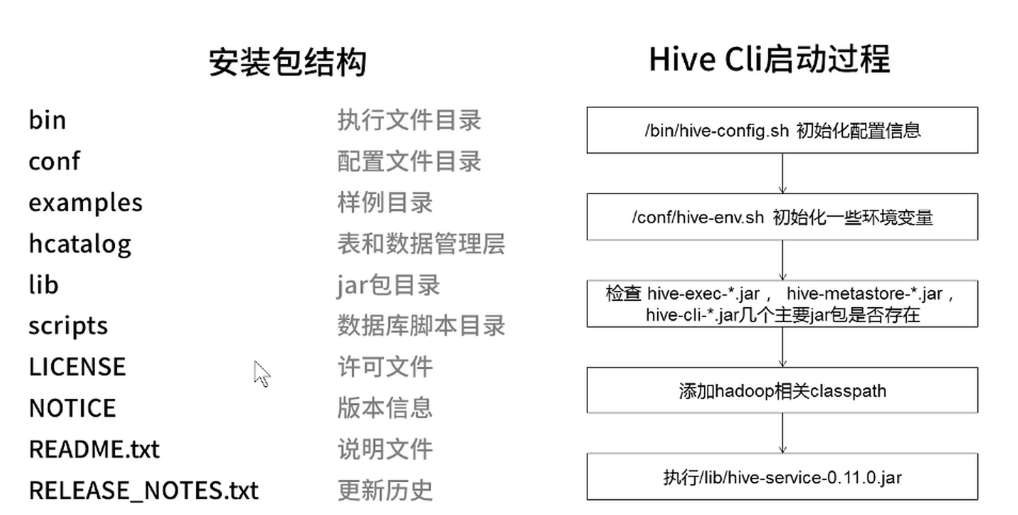 安装包结构
bin 执行文件目录
conf 配置文件目录
examples 样例目录
hcatalog 表和数据管理层
lib jar包目录
scripts 数据库脚本目录
LICENSE 许可文件
NOTICE 版本信息
README.txt 说明文件
RELEASE_NOTES.txt 更新历史
Hive Cli启动过程
/bin/hive-config.sh 初始化配置信息
/conf/hive-env.sh 初始化一些环境变量
检查 hive-exec-*.jar， hive-metastore-*.jar，
hive-cli-*.jar几个主要jar包是否存在
添加hadoop相关classpath
执行/lib/hive-service-0.11.0.jar